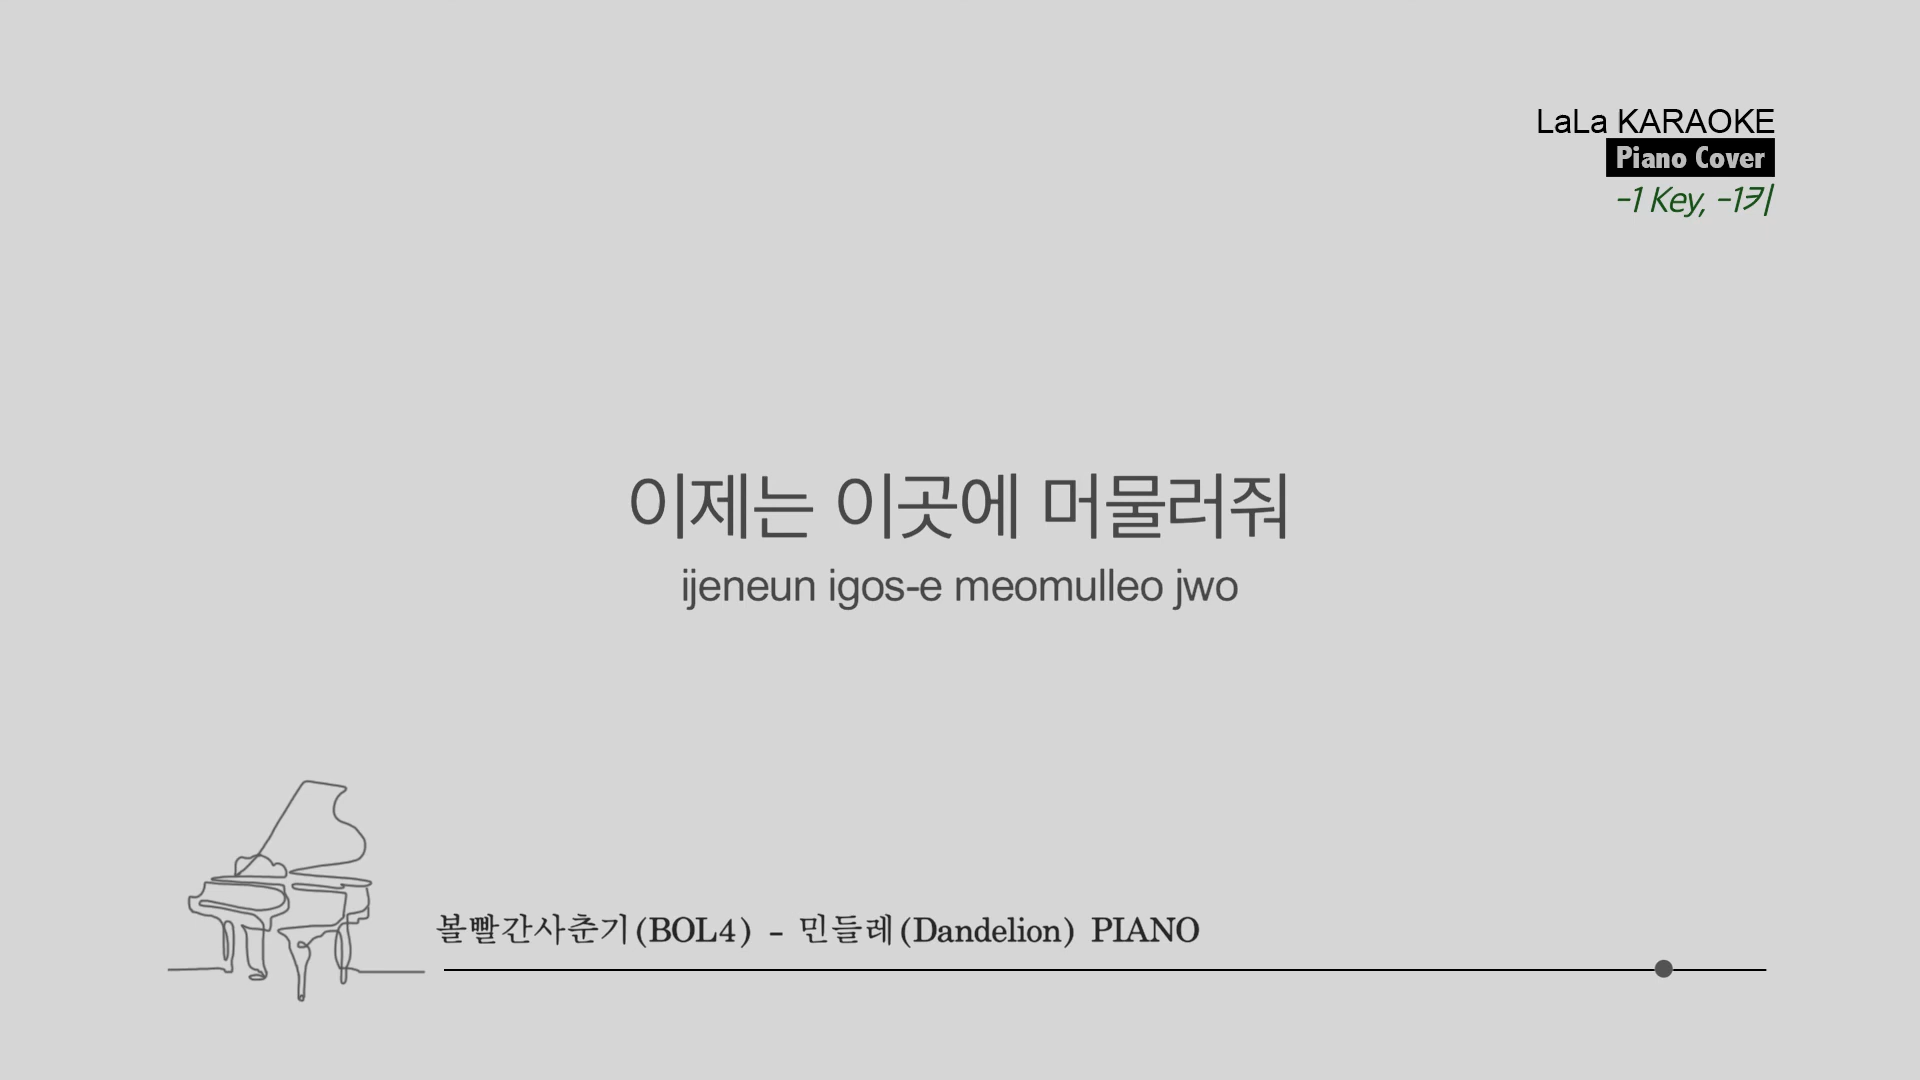 LaLa KARAOKE
Piano Cover
-1 Key, -1키
이제는 이곳에 머물러줘
ijeneun igos-e meomulleo jwo
볼빨간사춘기(BOL4) - 민들레(Dandelion) PIANO